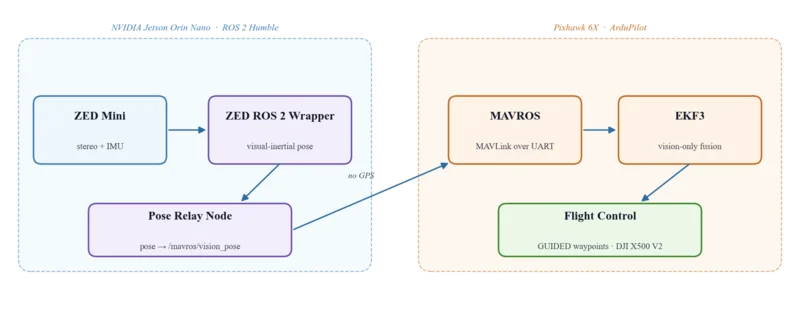 NVIDIA Jetson Orin Nano · ROS 2 Humble
Pixhawk 6X · ArduPilot
ZED Mini
stereo + IMU
ZED ROS 2 Wrapper
visual-inertial pose
MAVROS
MAVLink over UART
EKF3
vision-only fusion
no GPS
Pose Relay Node
pose → /mavros/vision_pose
Flight Control
GUIDED waypoints · DJI X500 V2